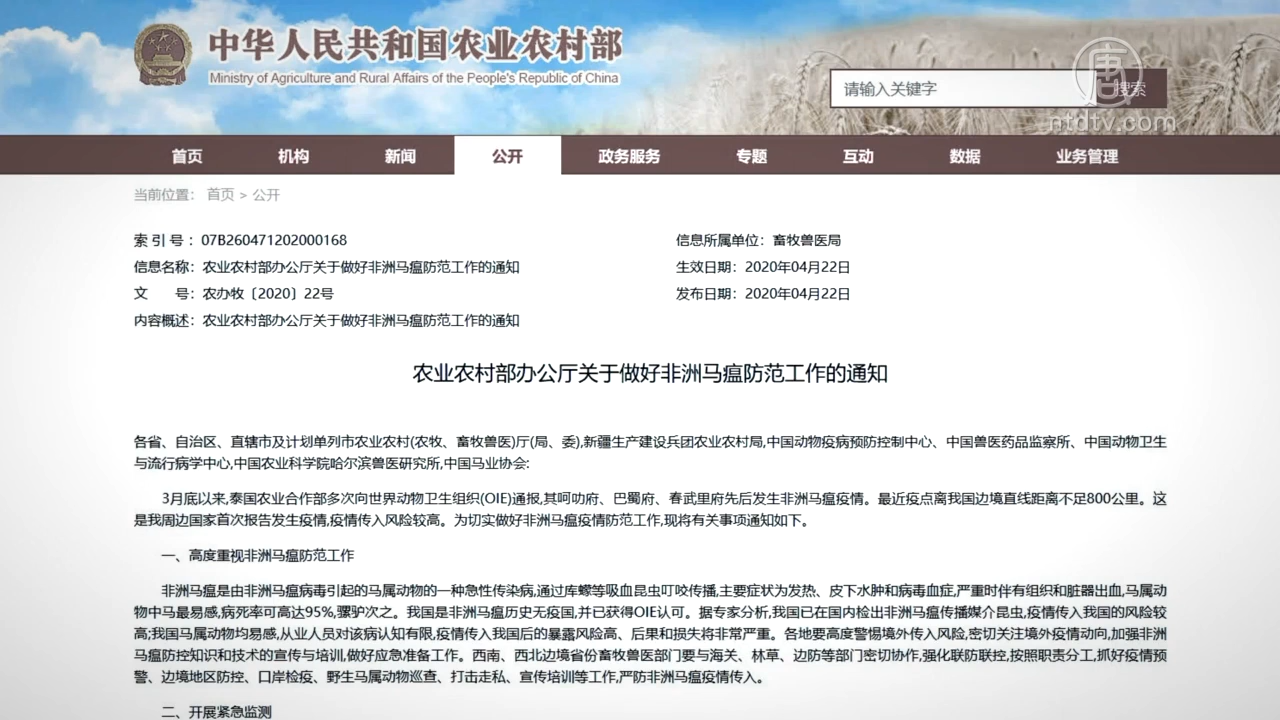 中华人民共和国农业农村部
Ministry of Agriculture and Rural Affairs of the People's Republic of China
请输入关键字
搜索
唐
ntdtv.com
首页 机构 新闻 公开 政务服务 专题 互动 数据 业务管理
当前位置： 首页 > 公开
索 引 号 ： 07B260471202000168
信息所属单位： 畜牧兽医局
信息名称： 农业农村部办公厅关于做好非洲马瘟防范工作的通知
生效日期： 2020年04月22日
文 号： 农办牧〔2020〕22号
发布日期： 2020年04月22日
内容概述： 农业农村部办公厅关于做好非洲马瘟防范工作的通知
农业农村部办公厅关于做好非洲马瘟防范工作的通知
各省、自治区、直辖市及计划单列市农业农村(农牧、畜牧兽医)厅(局、委),新疆生产建设兵团农业农村局,中国动物疫病预防控制中心、中国兽医药品监察所、中国动物卫生
与流行病学中心,中国农业科学院哈尔滨兽医研究所,中国马业协会:
3月底以来,泰国农业合作部多次向世界动物卫生组织(OIE)通报,其呵叻府、巴蜀府、春武里府先后发生非洲马瘟疫情。最近疫点离我国边境直线距离不足800公里。这
是我周边国家首次报告发生疫情,疫情传入风险较高。为切实做好非洲马瘟疫情防范工作,现将有关事项通知如下。
一、高度重视非洲马瘟防范工作
非洲马瘟是由非洲马瘟病毒引起的马属动物的一种急性传染病,通过库蠓等吸血昆虫叮咬传播,主要症状为发热、皮下水肿和病毒血症,严重时伴有组织和脏器出血,马属动
物中马最易感,病死率可高达95%,骡驴次之。我国是非洲马瘟历史无疫国,并已获得OIE认可。据专家分析,我国已在国内检出非洲马瘟传播媒介昆虫,疫情传入我国的风险较
高;我国马属动物均易感,从业人员对该病认知有限,疫情传入我国后的暴露风险高、后果和损失将非常严重。各地要高度警惕境外传入风险,密切关注境外疫情动向,加强非洲
马瘟防控知识和技术的宣传与培训,做好应急准备工作。西南、西北边境省份畜牧兽医部门要与海关、林草、边防等部门密切协作,强化联防联控,按照职责分工,抓好疫情预
警、边境地区防控、口岸检疫、野生马属动物巡查、打击走私、宣传培训等工作,严防非洲马瘟疫情传入。
二、开展紧急监测